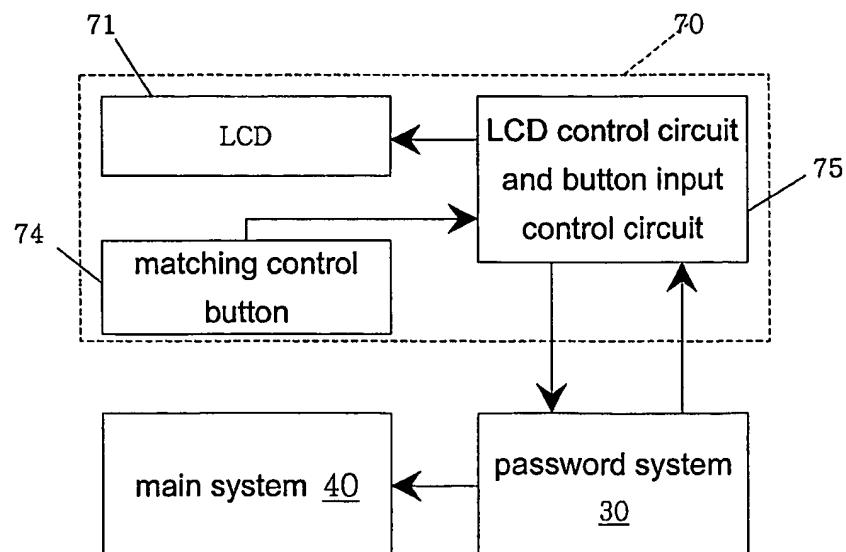 71
70
LCD
LCD control circuit
and button input
control circuit
75
74
matching control
button
main system 40
password system
30